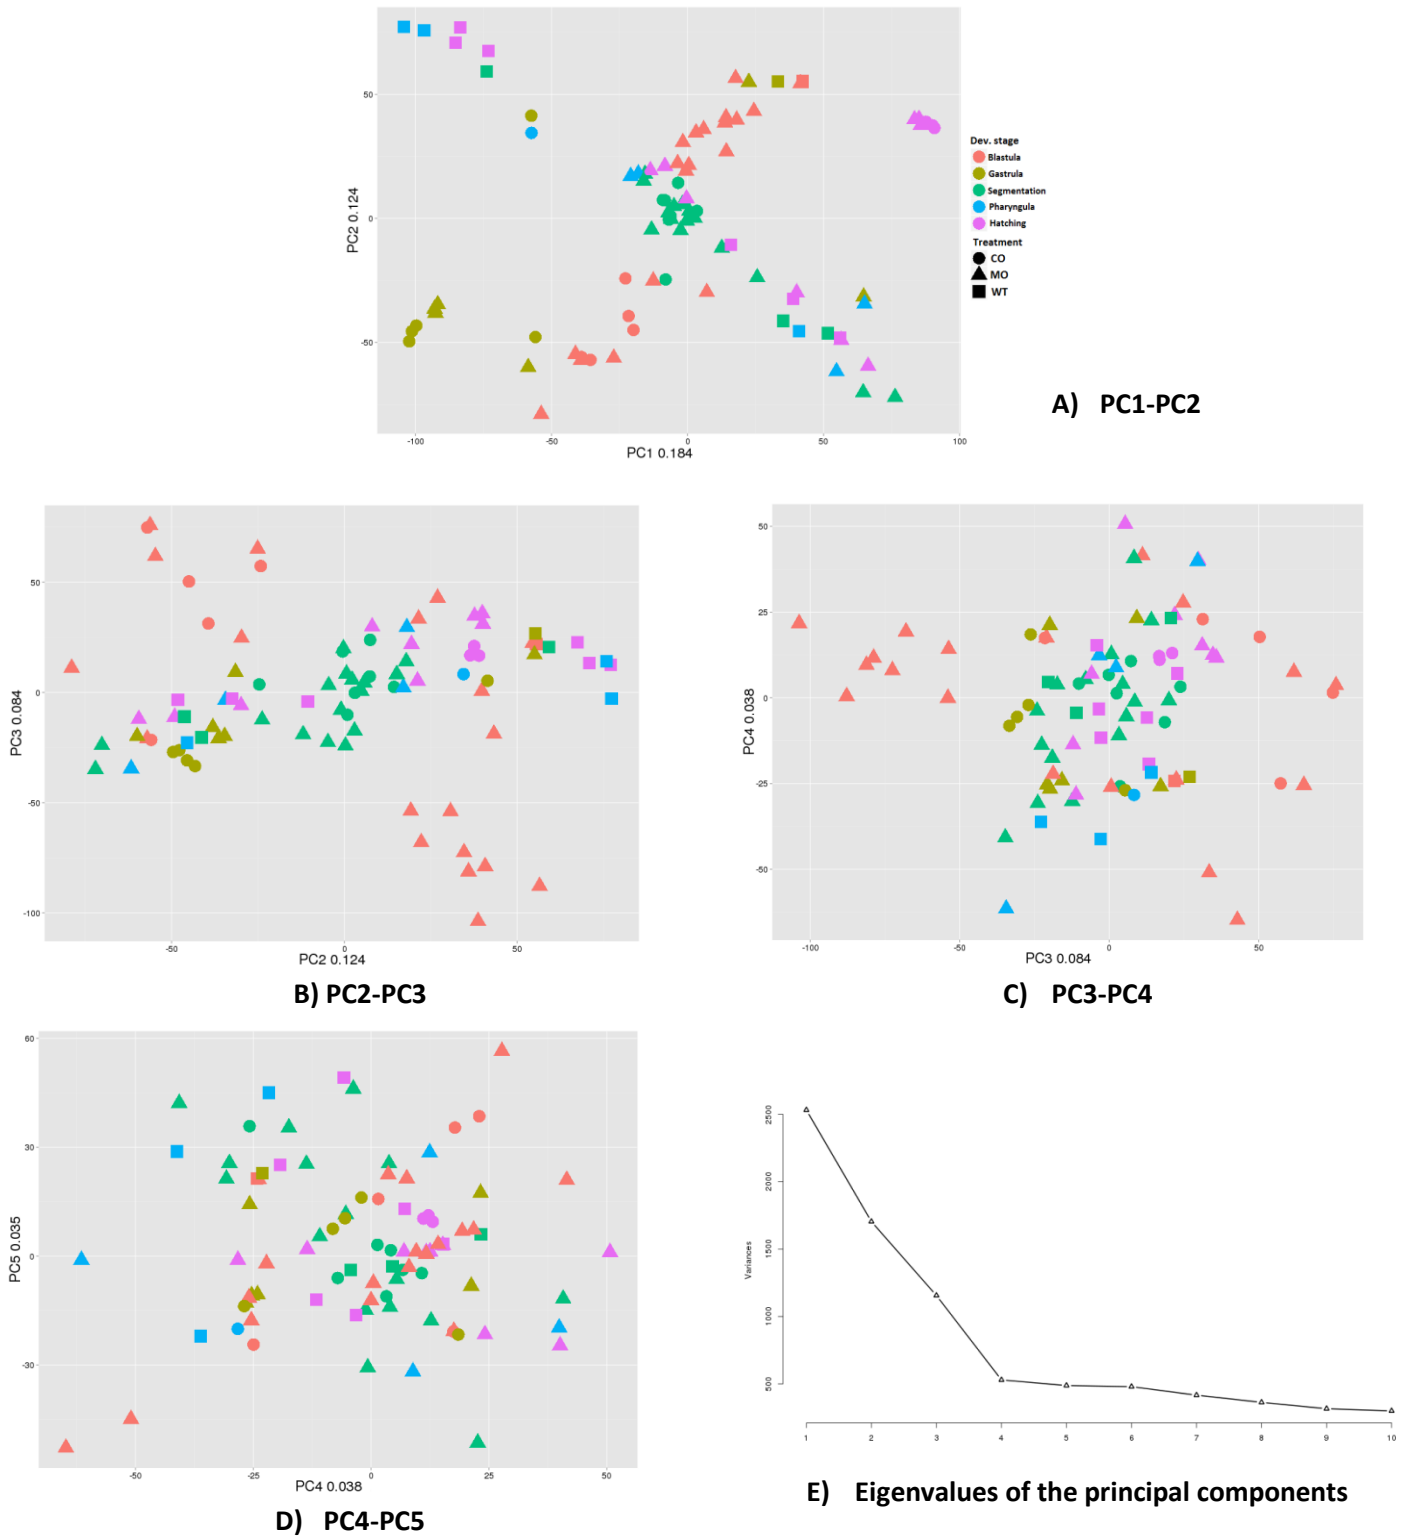 50
0
-50
PC2 0.124
-100
-50
0
50
100
PC1 0.184
Dev. stage
Blastula
Gastrula
Segmentation
Pharyngula
Hatching
Treatment
CO
MO
WT
A) PC1-PC2
50
0
-50
-100
PC3 0.084
-50
0
50
PC2 0.124
B) PC2-PC3
50
25
0
-25
-50
PC4 0.038
-100
-50
0
50
PC3 0.084
C) PC3-PC4
60
30
0
-30
PC5 0.035
-50
-25
0
25
50
PC4 0.038
D) PC4-PC5
2500
2000
1500
1000
500
Variances
1
2
3
4
5
6
7
8
9
10
E) Eigenvalues of the principal components